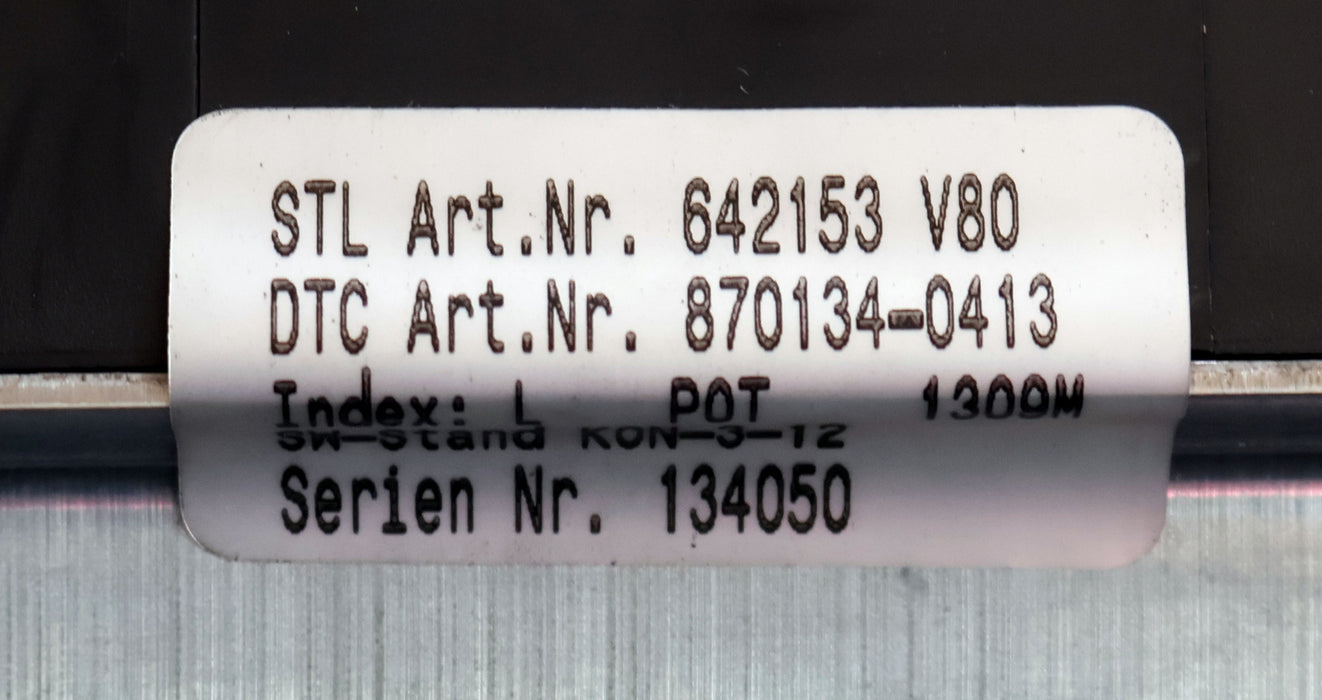 STL Art.Nr. 642153 V80
DTC Art.Nr. 870134-0413
Index: L POT 1309M
SW-Stand KON-3-12
Serien Nr. 134050